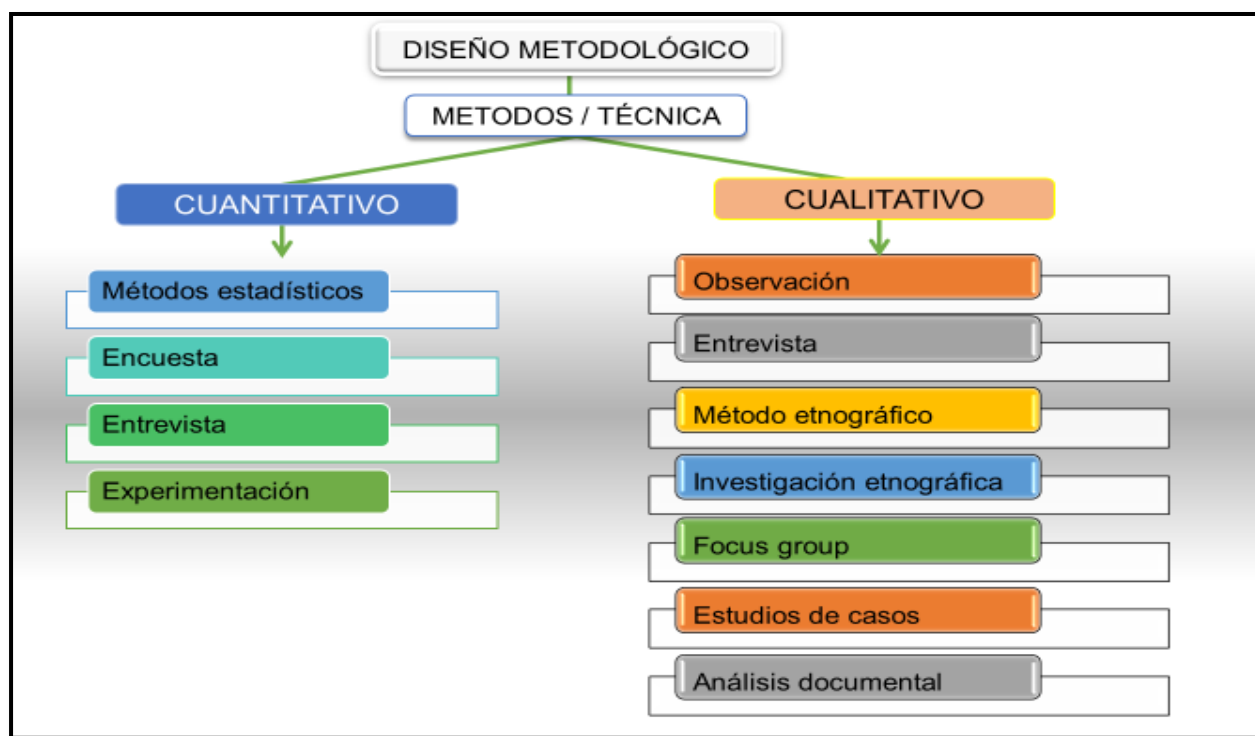 DISEÑO METODOLÓGICO
METODOS / TÉCNICA
CUANTITATIVO
Métodos estadísticos
Encuesta
Entrevista
Experimentación
CUALITATIVO
Observación
Entrevista
Método etnográfico
Investigación etnográfica
Focus group
Estudios de casos
Análisis documental